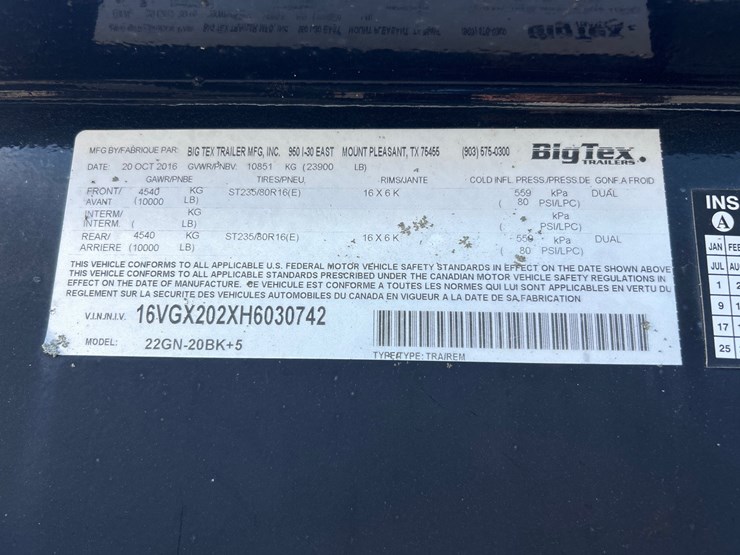 MFG BY/FABRIQUE PAR: BIG TEX TRAILER MFG, INC. 950 I-30 EAST MOUNT PLEASANT, TX 75455 (903) 575-0300 BigTex TRAILERS
DATE: 20 OCT 2016 GVWR/PNBV: 10851 KG (23900 LB)
GAWR/PNBE TIRES/PNEU. RIMS/JANTE COLD INFL. PRESS/PRESS.DE GONF.A FROID
FRONT/ 4540 KG ST235/80R16(E) 16 X 6 K 559 kPa DUAL
AVANT (10000 LB) ( 80 PSI/LPC)
INTERM/ KG kPa
INTERM. ( LB) ( PSI/LPC)
REAR/ 4540 KG ST235/80R16(E) 16 X 6 K 559 kPa DUAL
ARRIERE (10000 LB) ( 80 PSI/LPC)
THIS VEHICLE CONFORMS TO ALL APPLICABLE U.S. FEDERAL MOTOR VEHICLE SAFETY STANDARDS IN EFFECT ON THE DATE SHOWN ABOVE
THIS VEHICLE CONFORMS TO ALL APPLICABLE STANDARDS PRESCRIBED UNDER THE CANADIAN MOTOR VEHICLE SAFETY REGULATIONS IN
EFFECT ON THE DATE OF MANUFACTURE. CE VEHICULE EST CONFORME A TOUTES LES NORMES QUI LUI SONT APPLICABLES EN VERTU DU
REGLEMENT SUR LA SECURITE DES VEHICULES AUTOMOBILES DU CANADA EN VIGUEUR A LA DATE DE SA FABRICATION
V.I.N./N.I.V. 16VGX202XH6030742
MODEL: 22GN-20BK+5 TYPE/TYPE: TRA/REM
INS
A
JAN FEB
JUL AU
1 2
9
17
25